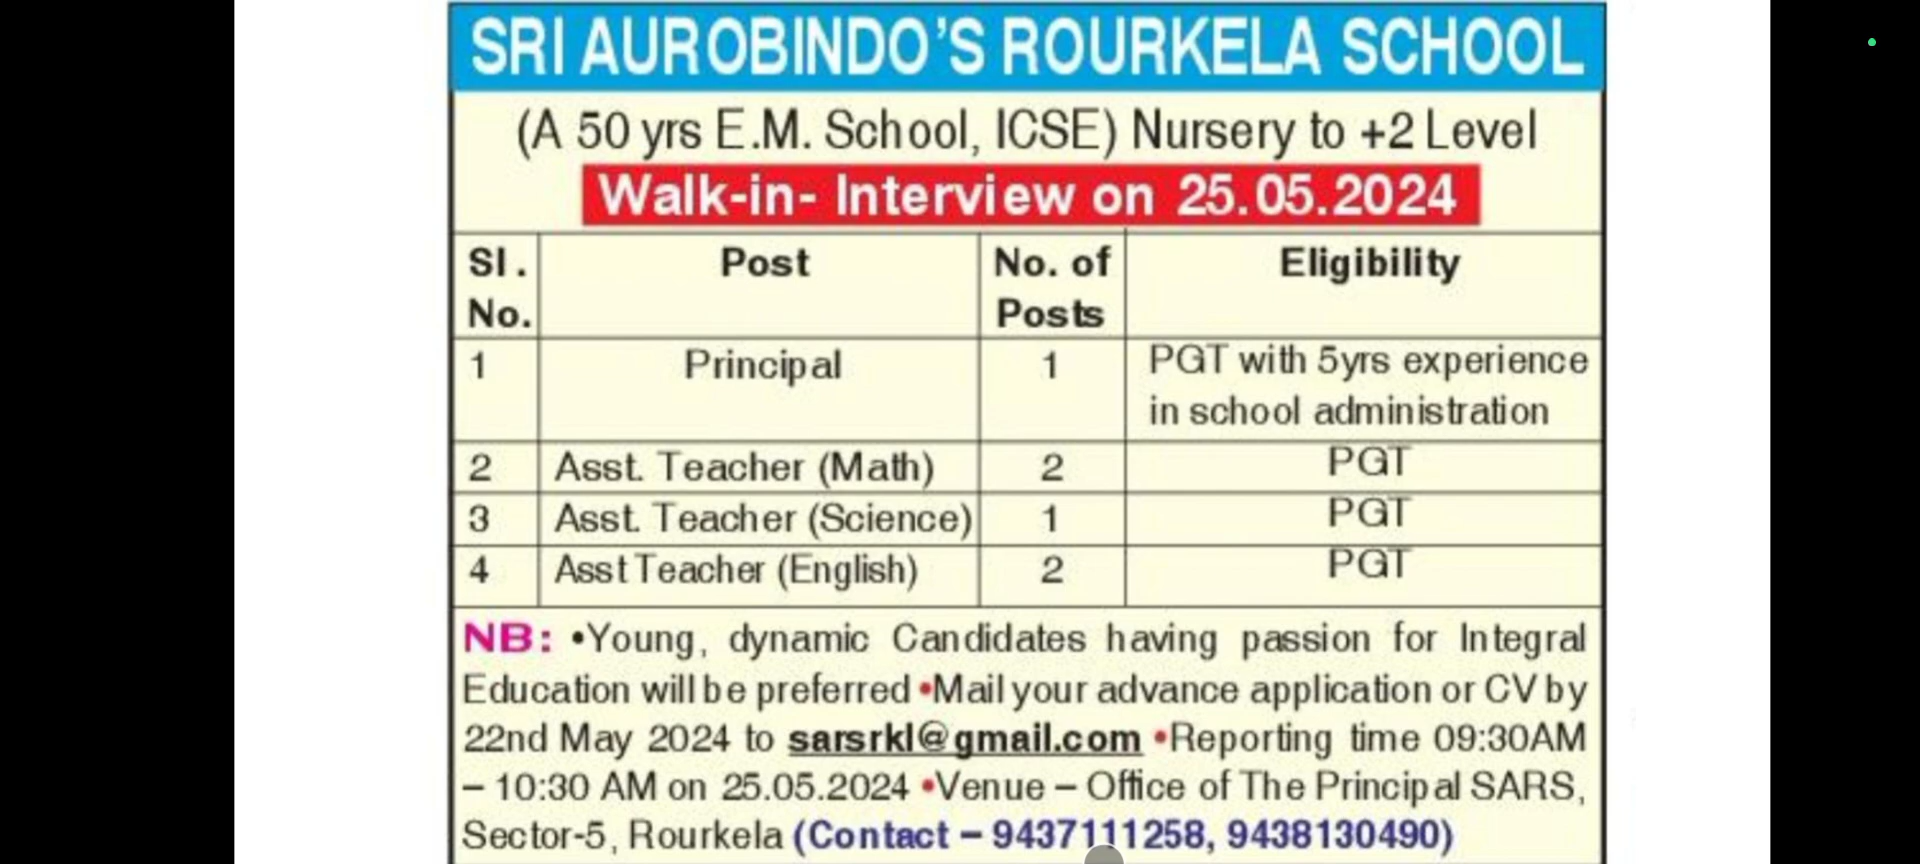 SRI AUROBINDO'S ROURKELA SCHOOL
(A 50 yrs E.M. School, ICSE) Nursery to +2 Level
Walk-in- Interview on 25.05.2024
Sl. No. Post No. of Posts Eligibility
1 Principal 1 PGT with 5yrs experience in school administration
2 Asst. Teacher (Math) 2 PGT
3 Asst. Teacher (Science) 1 PGT
4 Asst Teacher (English) 2 PGT
NB: •Young, dynamic Candidates having passion for Integral
Education will be preferred •Mail your advance application or CV by
22nd May 2024 to sarsrkl@gmail.com •Reporting time 09:30AM
– 10:30 AM on 25.05.2024 •Venue – Office of The Principal SARS,
Sector-5, Rourkela (Contact – 9437111258, 9438130490)